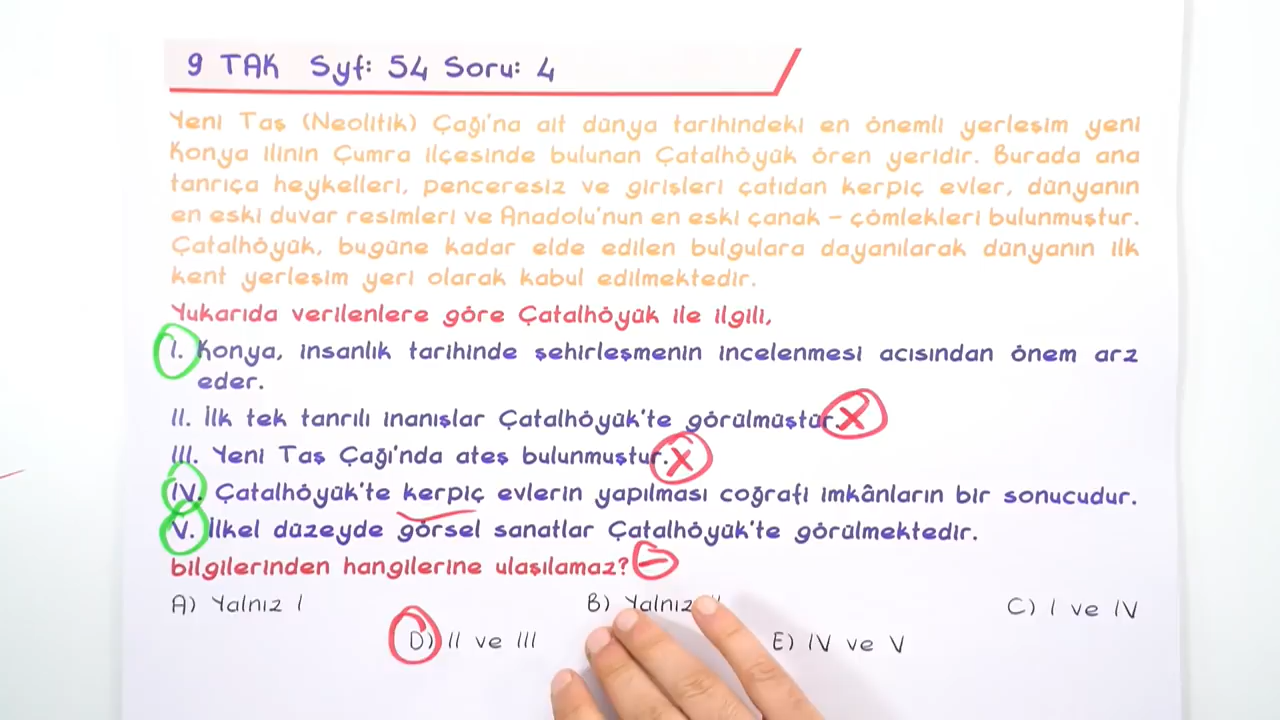 9 TAK Syf: 54 Soru: 4
Yeni Taş (Neolitik) Çağı'na ait dünya tarihindeki en önemli yerleşim yeni
Konya ilinin Çumra ilçesinde bulunan Çatalhöyük ören yeridir. Burada ana
tanrıça heykelleri, penceresiz ve girişleri çatıdan kerpiç evler, dünyanın
en eski duvar resimleri ve Anadolu'nun en eski çanak – çömlekleri bulunmuştur.
Çatalhöyük, bugüne kadar elde edilen bulgulara dayanılarak dünyanın ilk
kent yerleşim yeri olarak kabul edilmektedir.
Yukarıda verilenlere göre Çatalhöyük ile ilgili,
I. Konya, insanlık tarihinde şehirleşmenin incelenmesi acısından önem arz
eder.
II. İlk tek tanrılı inanışlar Çatalhöyük'te görülmüştür. X
III. Yeni Taş Çağı'nda ateş bulunmuştur. X
IV. Çatalhöyük'te kerpiç evlerin yapılması coğrafi imkânların bir sonucudur.
V. İlkel düzeyde görsel sanatlar Çatalhöyük'te görülmektedir.
bilgilerinden hangilerine ulaşılamaz? –
A) Yalnız I B) Yalnız C) I ve IV
D) II ve III E) IV ve V